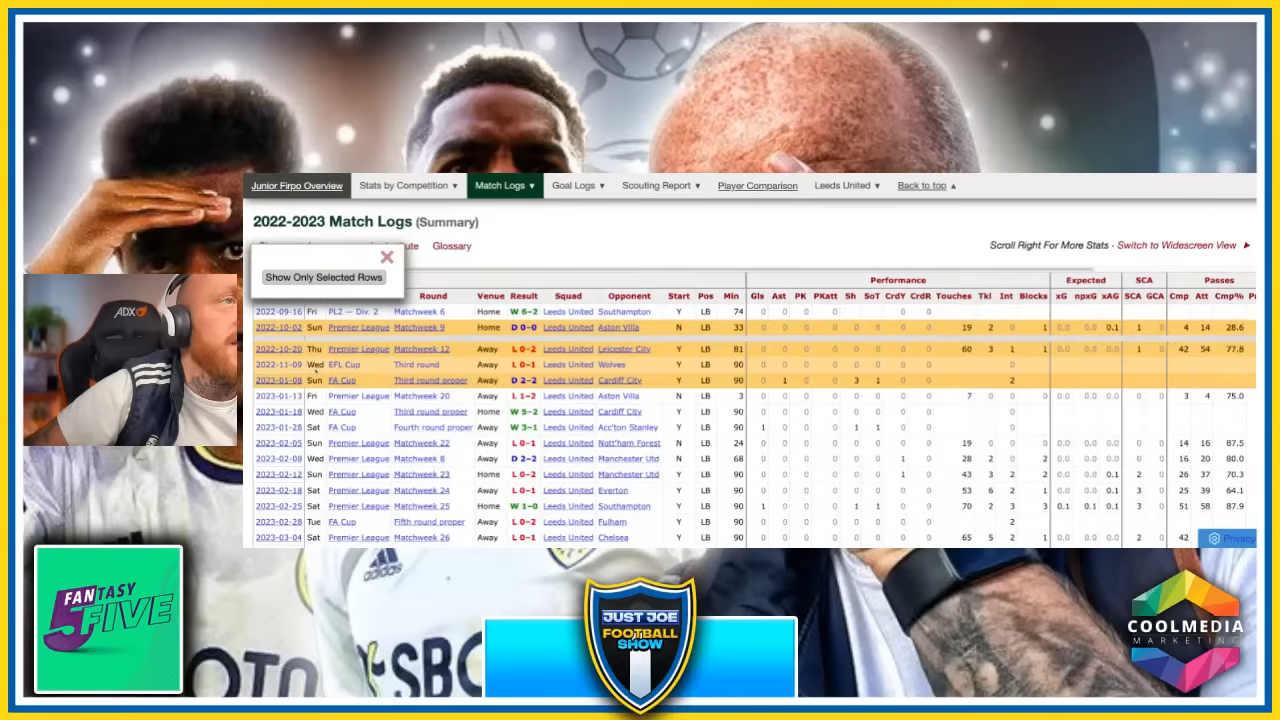 Junior Firpo Overview Stats by Competition ▼ Match Logs ▼ Goal Logs ▼ Scouting Report ▼ Player Comparison Leeds United ▼ Back to top ▲
2022-2023 Match Logs (Summary)
Glossary Scroll Right For More Stats · Switch to Widescreen View ►
Show Only Selected Rows
Performance Expected SCA Passes
Round Venue Result Squad Opponent Start Pos Min Gls Ast PK PKatt Sh SoT CrdY CrdR Touches Tkl Int Blocks xG npxG xAG SCA GCA Cmp Att Cmp%
2022-09-16 Fri PL2 — Div. 2 Matchweek 6 Home W 6–2 Leeds United Southampton Y LB 74 0 0 0 0 0 0 0 0 0
2022-10-02 Sun Premier League Matchweek 9 Home D 0–0 Leeds United Aston Villa N LB 33 0 0 0 0 0 0 0 0 19 2 0 1 0.0 0.0 0.1 1 0 4 14 28.6
2022-10-20 Thu Premier League Matchweek 12 Away L 0–2 Leeds United Leicester City Y LB 81 0 0 0 0 0 0 0 0 60 3 1 1 0.0 0.0 0.1 1 0 42 54 77.8
2022-11-09 Wed EFL Cup Third round Away L 0–1 Leeds United Wolves Y LB 90 0 0 0 0 0 0 0 0 0
2023-01-08 Sun FA Cup Third round proper Away D 2–2 Leeds United Cardiff City Y LB 90 0 1 0 0 3 1 0 0 2
2023-01-13 Fri Premier League Matchweek 20 Away L 1–2 Leeds United Aston Villa N LB 3 0 0 0 0 0 0 0 0 7 0 0 0 0.0 0.0 0.0 0 0 3 4 75.0
2023-01-18 Wed FA Cup Third round proper Home W 5–2 Leeds United Cardiff City Y LB 90 0 0 0 0 0 0 0 0 0
2023-01-28 Sat FA Cup Fourth round proper Away W 3–1 Leeds United Acc'ton Stanley Y LB 90 1 0 0 0 1 1 0 0 0
2023-02-05 Sun Premier League Matchweek 22 Away L 0–1 Leeds United Nott'ham Forest N LB 24 0 0 0 0 0 0 0 0 19 0 0 0 0.0 0.0 0.0 0 0 14 16 87.5
2023-02-08 Wed Premier League Matchweek 8 Away D 2–2 Leeds United Manchester Utd N LB 68 0 0 0 0 0 0 1 0 28 2 0 2 0.0 0.0 0.0 0 0 16 20 80.0
2023-02-12 Sun Premier League Matchweek 23 Home L 0–2 Leeds United Manchester Utd Y LB 90 0 0 0 0 0 0 1 0 43 3 2 2 0.0 0.0 0.1 2 0 26 37 70.3
2023-02-18 Sat Premier League Matchweek 24 Away L 0–1 Leeds United Everton Y LB 90 0 0 0 0 0 0 0 0 53 6 2 1 0.0 0.0 0.1 3 0 25 39 64.1
2023-02-25 Sat Premier League Matchweek 25 Home W 1–0 Leeds United Southampton Y LB 90 1 0 0 0 1 1 0 0 70 2 3 3 0.1 0.1 0.1 3 0 51 58 87.9
2023-02-28 Tue FA Cup Fifth round proper Away L 0–2 Leeds United Fulham Y LB 90 0 0 0 0 0 0 0 0 2
2023-03-04 Sat Premier League Matchweek 26 Away L 0–1 Leeds United Chelsea Y LB 90 0 0 0 0 0 0 0 0 65 5 2 1 0.0 0.0 0.0 0 0 42
Privacy
ADX
adidas
SBO
FANTASY
5 FIVE
JUST JOE
FOOTBALL
SHOW
COOLMEDIA
MARKETING